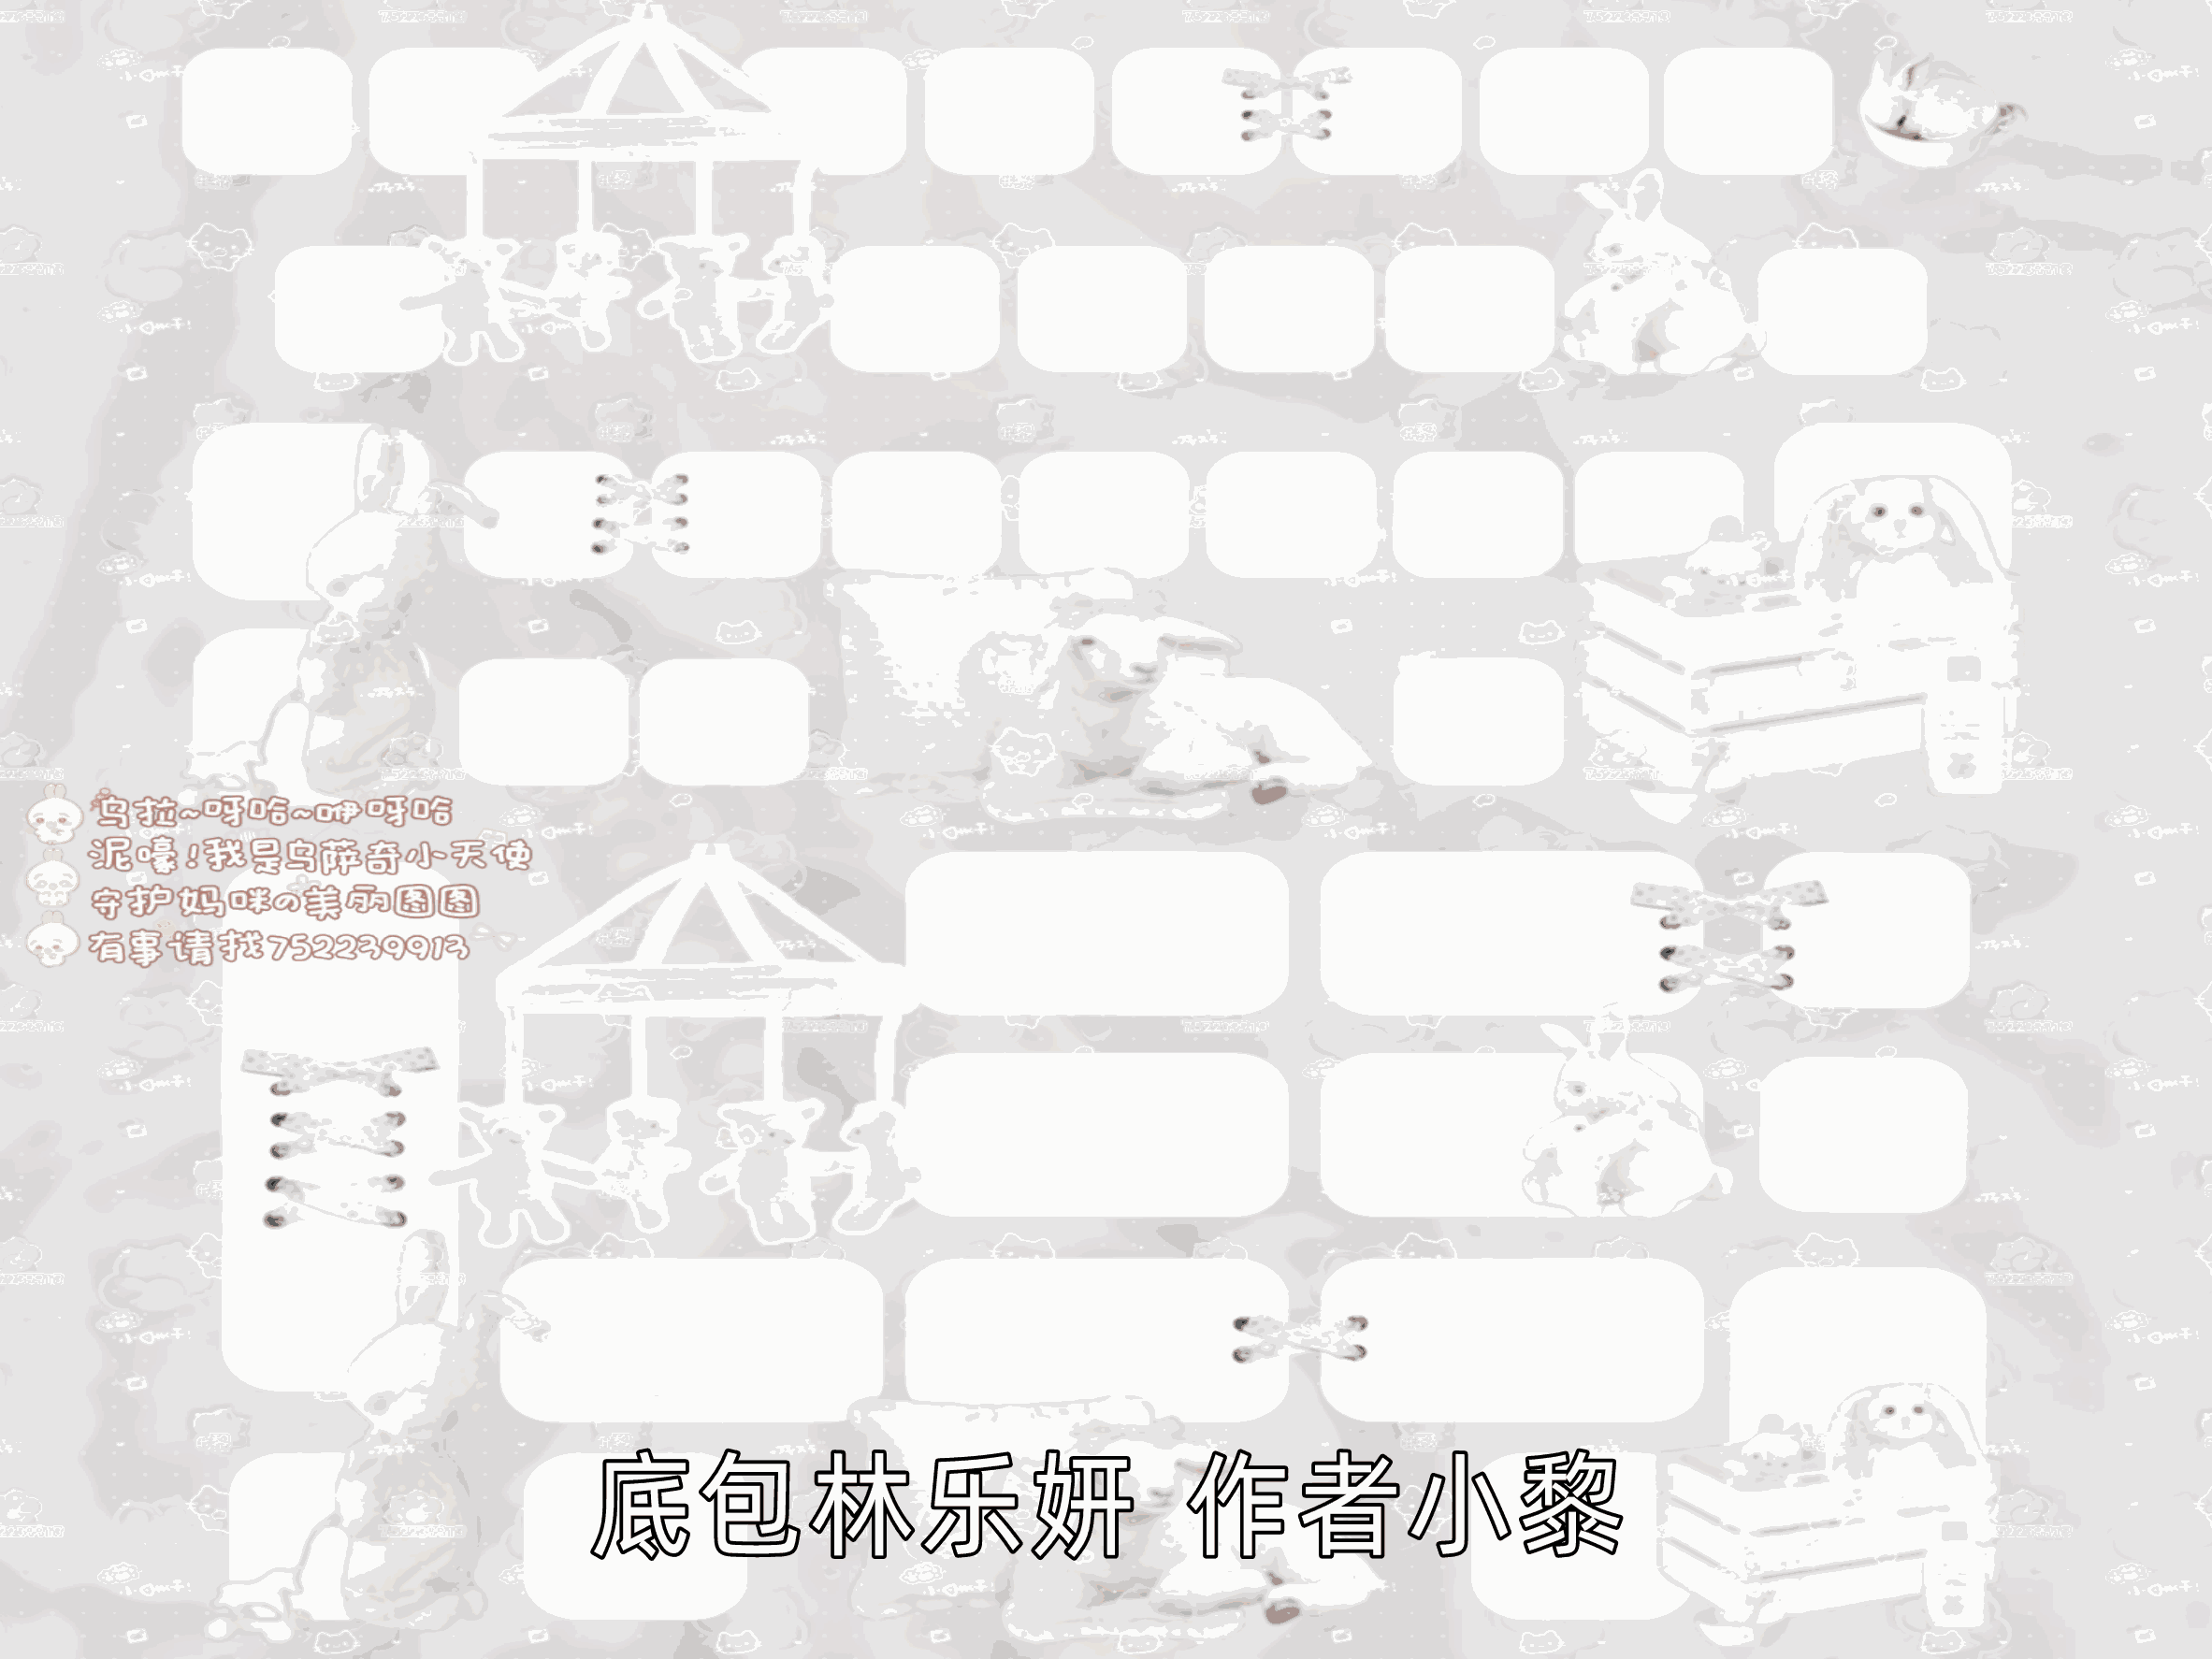 乌拉~呀哈~咿呀哈
泥嚎!我是乌萨奇小天使
守护妈咪の美丽图图
有事请找752239913
底包林乐妍 作者小黎